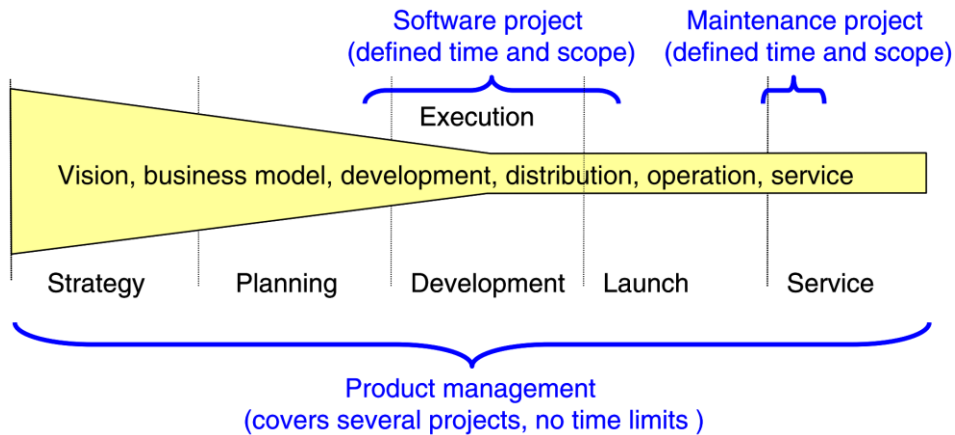 Software project
(defined time and scope)
Maintenance project
(defined time and scope)
Execution
Vision, business model, development, distribution, operation, service
Strategy
Planning
Development
Launch
Service
Product management
(covers several projects, no time limits )